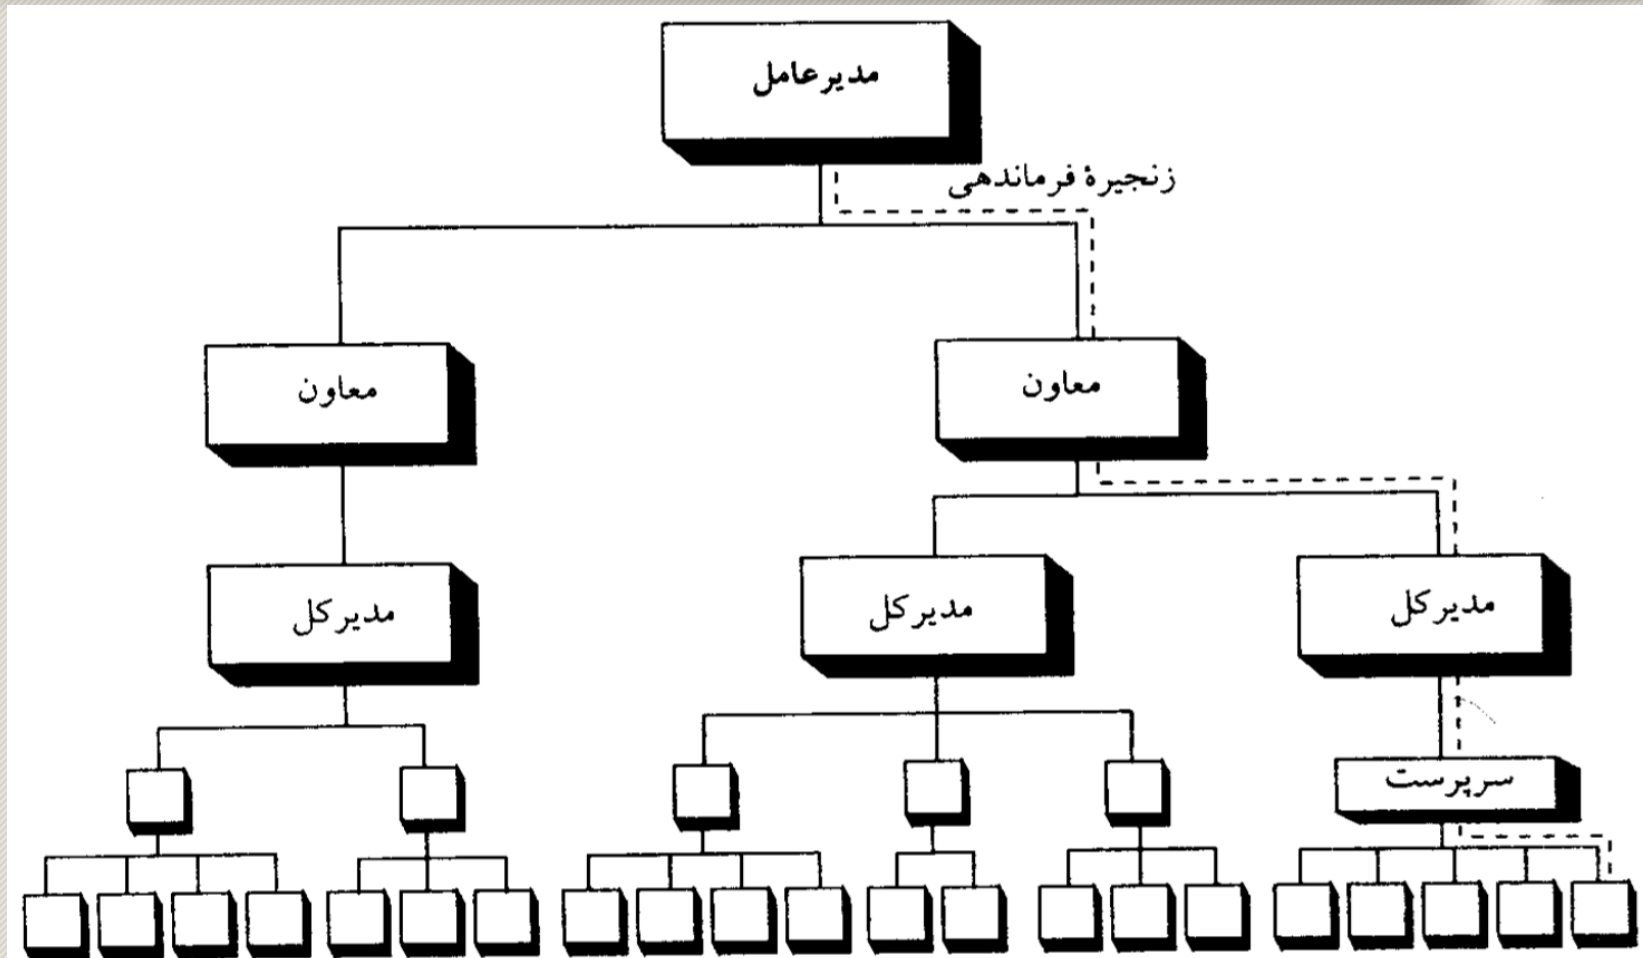 مدیرعامل
زنجیرهٔ فرماندهی
معاون
معاون
مدیرکل
مدیرکل
مدیرکل
سرپرست